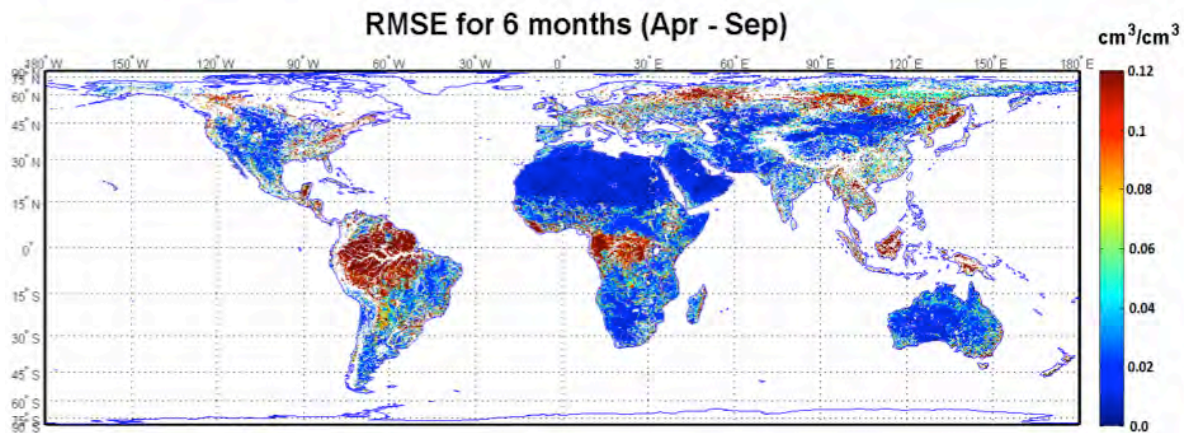 RMSE for 6 months (Apr - Sep)
cm³/cm³
180° W 150° W 120° W 90° W 60° W 30° W 0° 30° E 60° E 90° E 120° E 150° E 180° E
75° N
60° N
45° N
30° N
15° N
0°
15° S
30° S
45° S
60° S
0.12
0.1
0.08
0.06
0.04
0.02
0.0